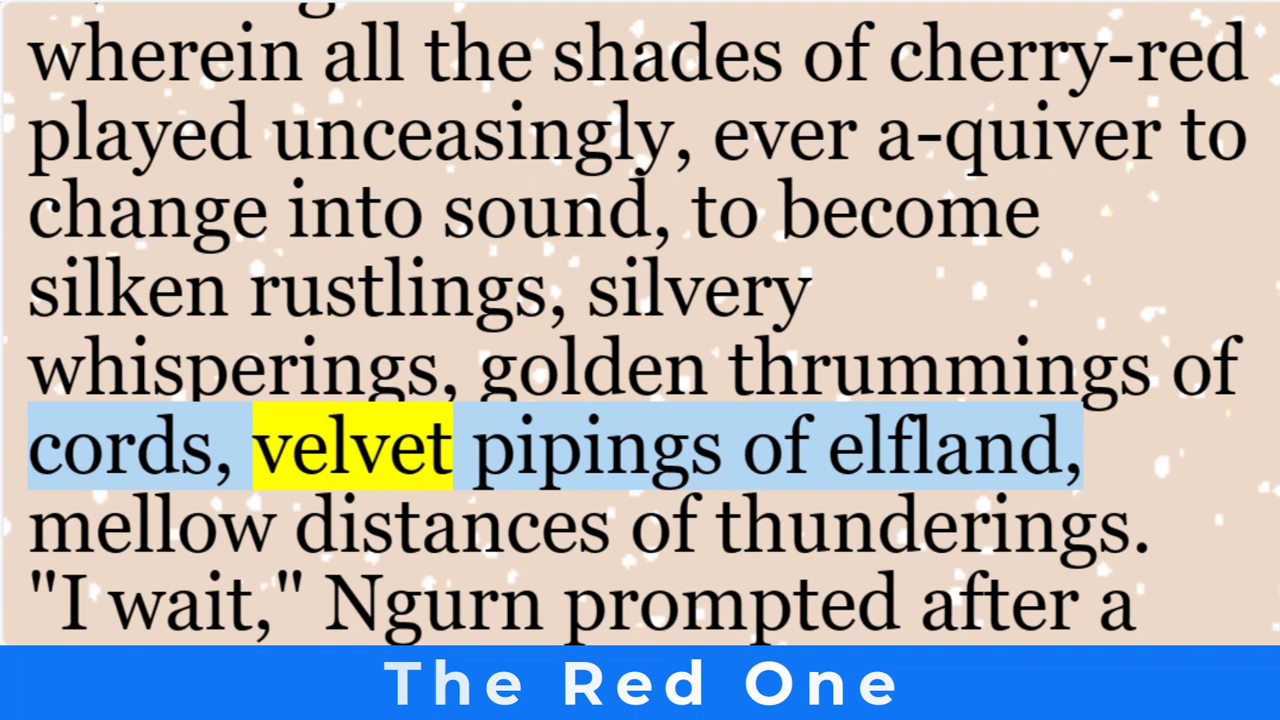 wherein all the shades of cherry-red
played unceasingly, ever a-quiver to
change into sound, to become
silken rustlings, silvery
whisperings, golden thrummings of
cords, velvet pipings of elfland,
mellow distances of thunderings.
"I wait," Ngurn prompted after a
The Red One